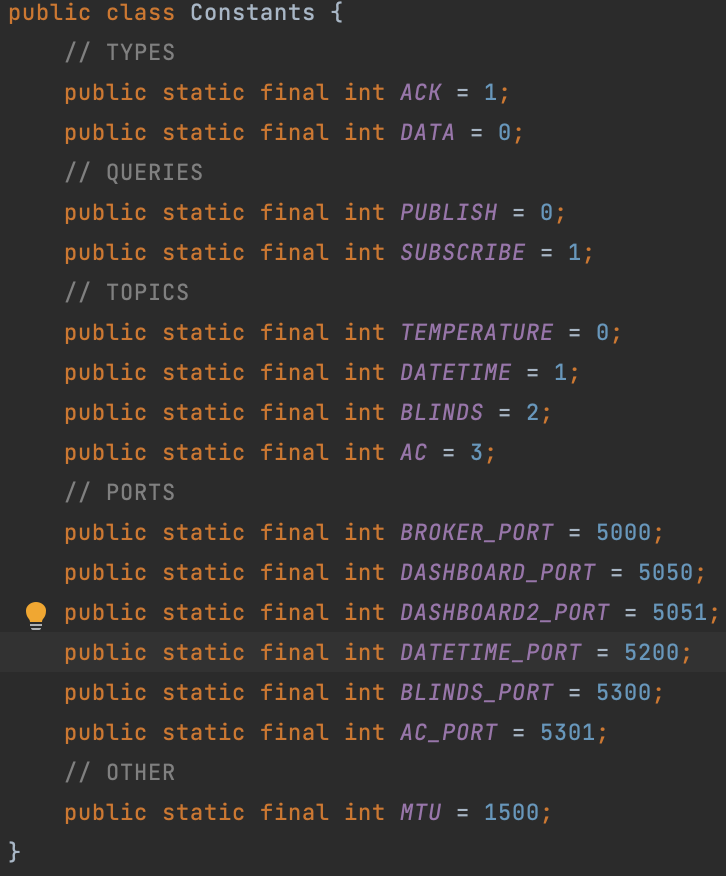 public class Constants {
    // TYPES
    public static final int ACK = 1;
    public static final int DATA = 0;
    // QUERIES
    public static final int PUBLISH = 0;
    public static final int SUBSCRIBE = 1;
    // TOPICS
    public static final int TEMPERATURE = 0;
    public static final int DATETIME = 1;
    public static final int BLINDS = 2;
    public static final int AC = 3;
    // PORTS
    public static final int BROKER_PORT = 5000;
    public static final int DASHBOARD_PORT = 5050;
    public static final int DASHBOARD2_PORT = 5051;
    public static final int DATETIME_PORT = 5200;
    public static final int BLINDS_PORT = 5300;
    public static final int AC_PORT = 5301;
    // OTHER
    public static final int MTU = 1500;
}